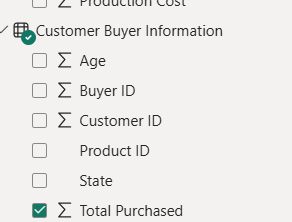 Σ Production Cost
Customer Buyer Information
Σ Age
Σ Buyer ID
Σ Customer ID
Product ID
State
Σ Total Purchased